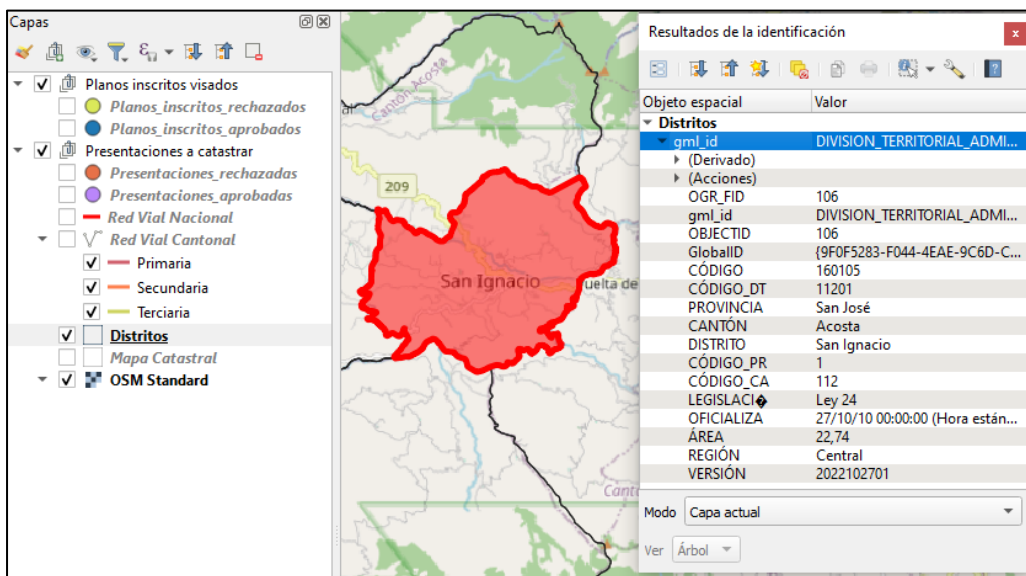 Capas
Planos inscritos visados
Planos_inscritos_rechazados
Planos_inscritos_aprobados
Presentaciones a catastrar
Presentaciones_rechazadas
Presentaciones_aprobadas
Red Vial Nacional
Red Vial Cantonal
Primaria
Secundaria
Terciaria
Distritos
Mapa Catastral
OSM Standard
al
Cantón Acosta
209
San Ignacio
uelta de
Cant
Resultados de la identificación
Objeto espacial Valor
Distritos
gml_id DIVISION_TERRITORIAL_ADMI...
(Derivado)
(Acciones)
OGR_FID 106
gml_id DIVISION_TERRITORIAL_ADMI...
OBJECTID 106
GlobalID {9F0F5283-F044-4EAE-9C6D-C...
CÓDIGO 160105
CÓDIGO_DT 11201
PROVINCIA San José
CANTÓN Acosta
DISTRITO San Ignacio
CÓDIGO_PR 1
CÓDIGO_CA 112
LEGISLACI� Ley 24
OFICIALIZA 27/10/10 00:00:00 (Hora están...
ÁREA 22,74
REGIÓN Central
VERSIÓN 2022102701
Modo Capa actual
Ver Árbol